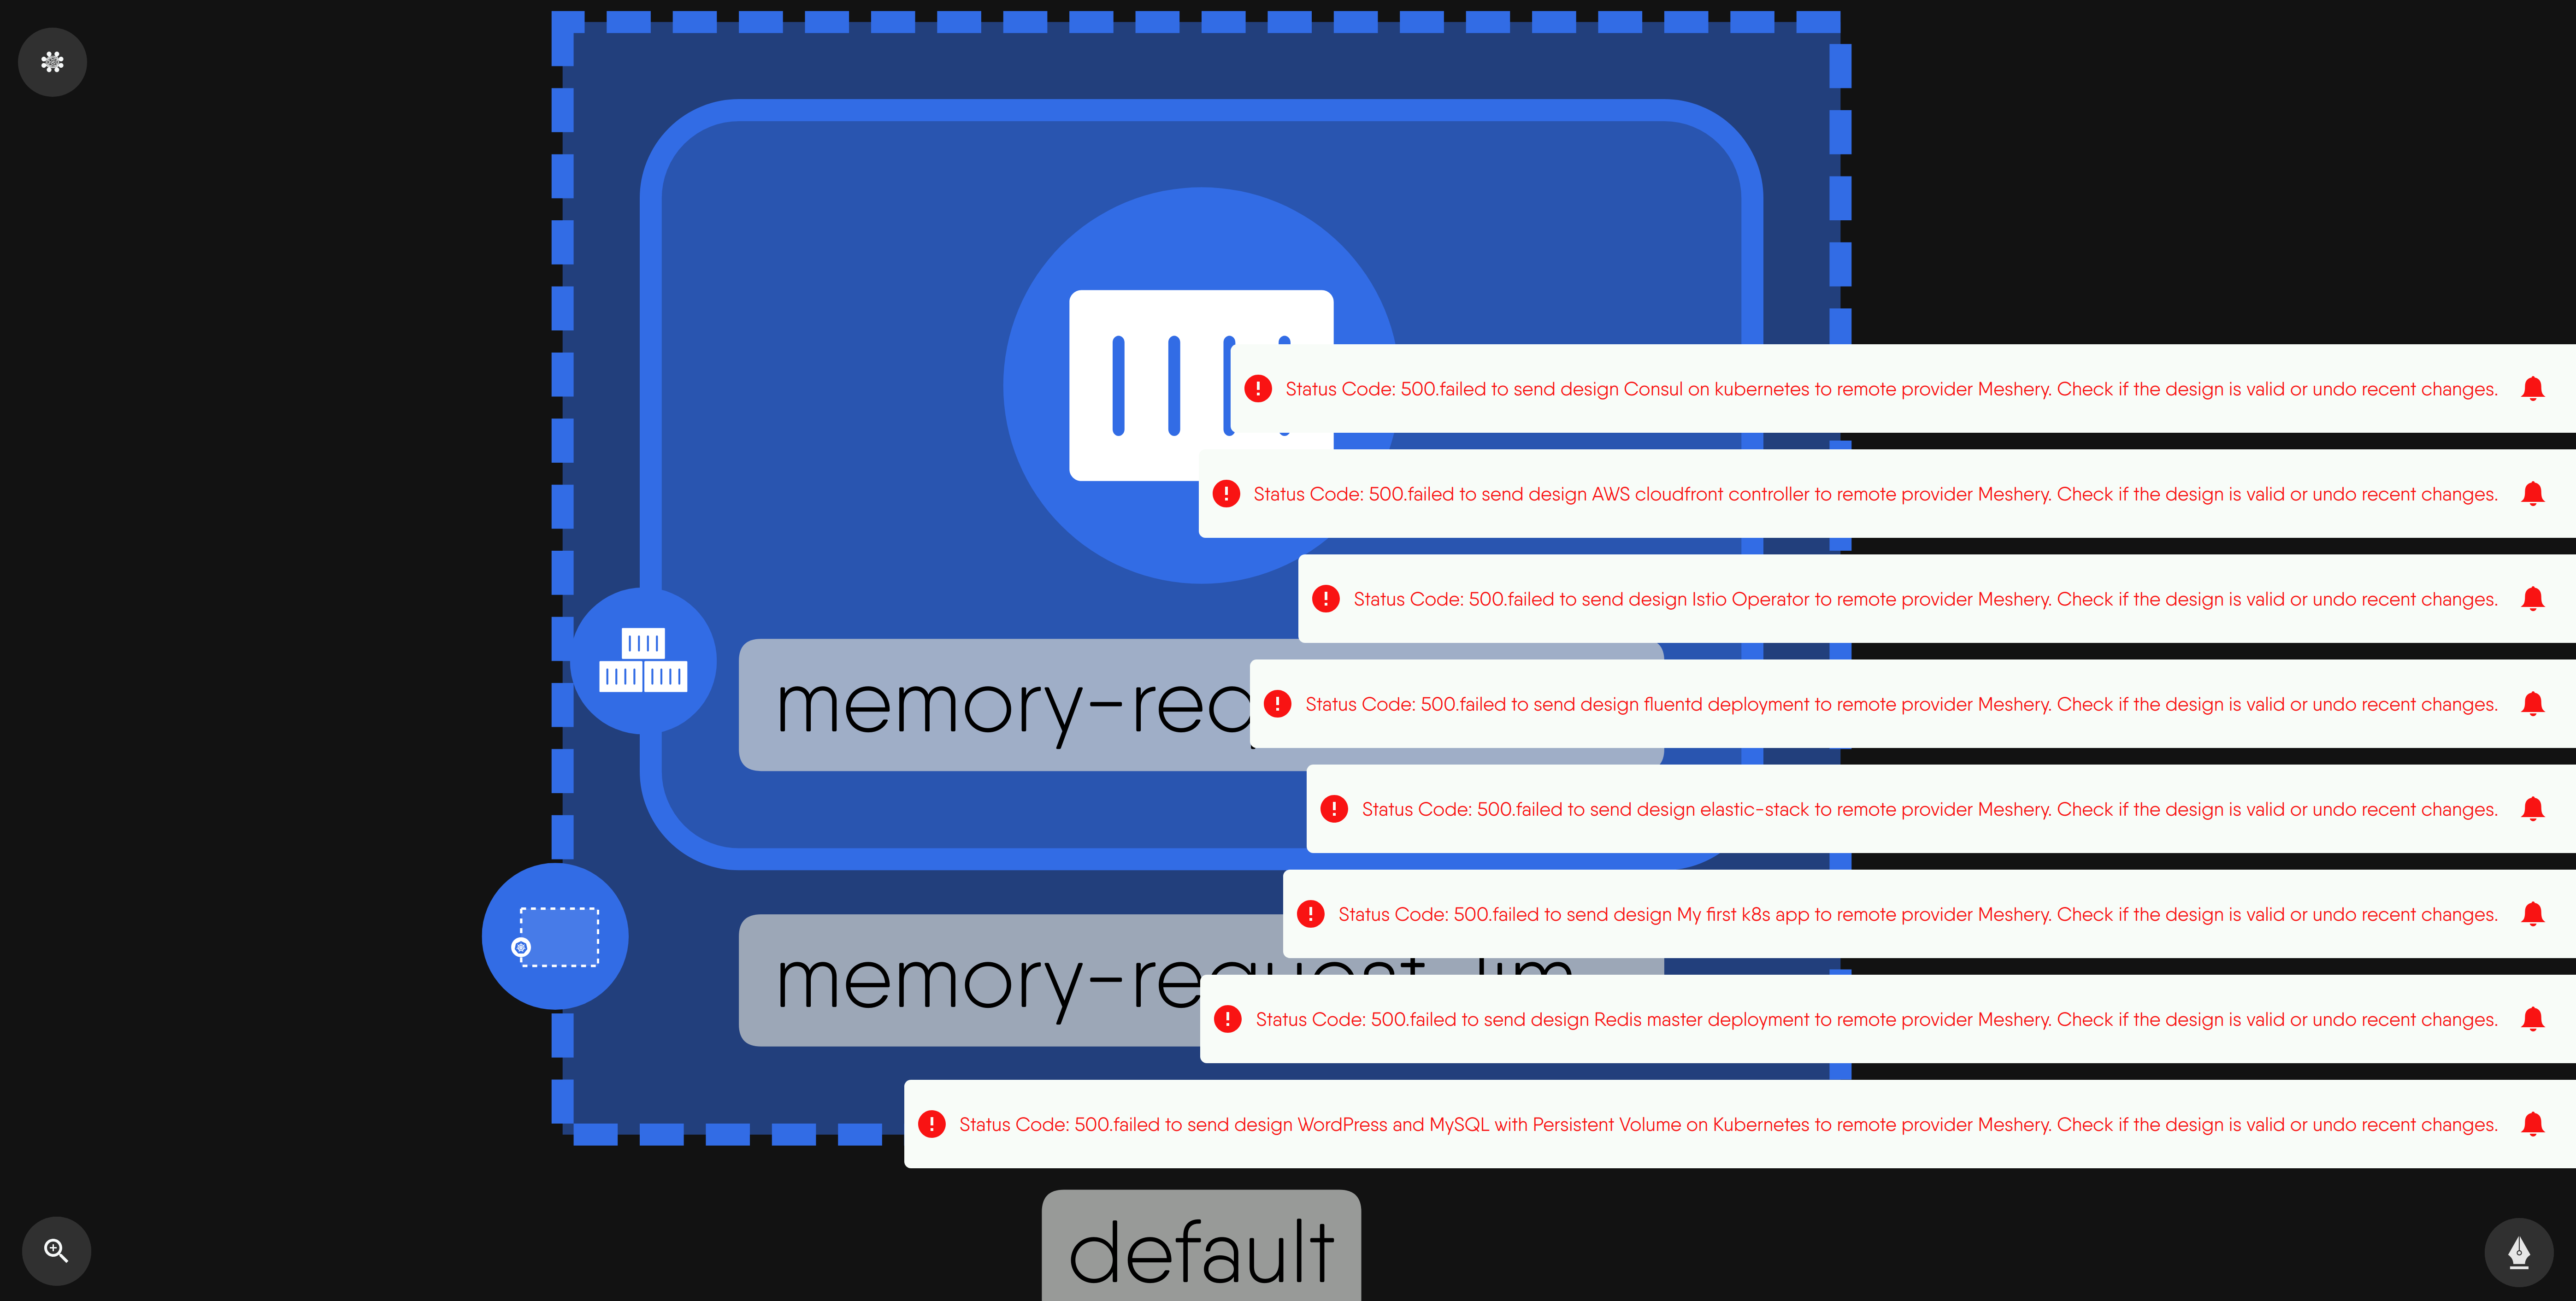 Status Code: 500.failed to send design Consul on kubernetes to remote provider Meshery. Check if the design is valid or undo recent changes.
Status Code: 500.failed to send design AWS cloudfront controller to remote provider Meshery. Check if the design is valid or undo recent changes.
Status Code: 500.failed to send design Istio Operator to remote provider Meshery. Check if the design is valid or undo recent changes.
memory-req
Status Code: 500.failed to send design fluentd deployment to remote provider Meshery. Check if the design is valid or undo recent changes.
Status Code: 500.failed to send design elastic-stack to remote provider Meshery. Check if the design is valid or undo recent changes.
Status Code: 500.failed to send design My first k8s app to remote provider Meshery. Check if the design is valid or undo recent changes.
memory-request-lim
Status Code: 500.failed to send design Redis master deployment to remote provider Meshery. Check if the design is valid or undo recent changes.
Status Code: 500.failed to send design WordPress and MySQL with Persistent Volume on Kubernetes to remote provider Meshery. Check if the design is valid or undo recent changes.
default